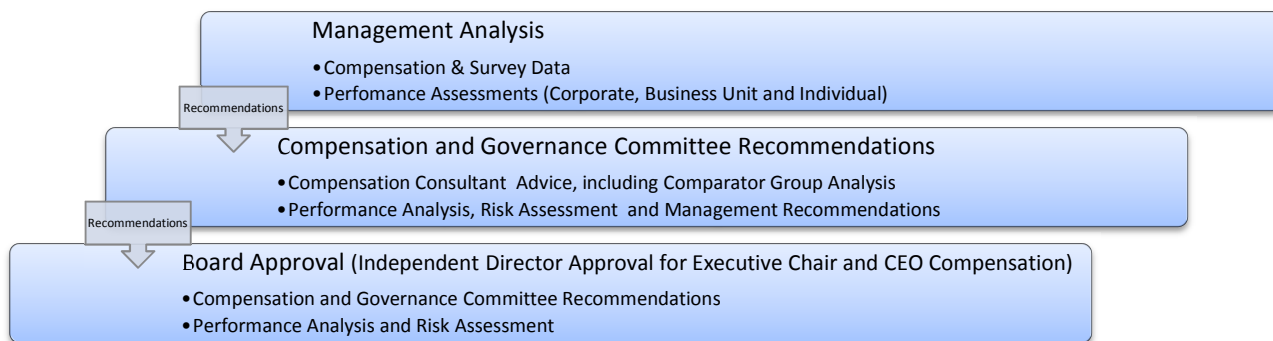 Management Analysis
•Compensation & Survey Data
•Perfomance Assessments (Corporate, Business Unit and Individual)
Recommendations
Compensation and Governance Committee Recommendations
•Compensation Consultant Advice, including Comparator Group Analysis
•Performance Analysis, Risk Assessment and Management Recommendations
Recommendations
Board Approval (Independent Director Approval for Executive Chair and CEO Compensation)
•Compensation and Governance Committee Recommendations
•Performance Analysis and Risk Assessment